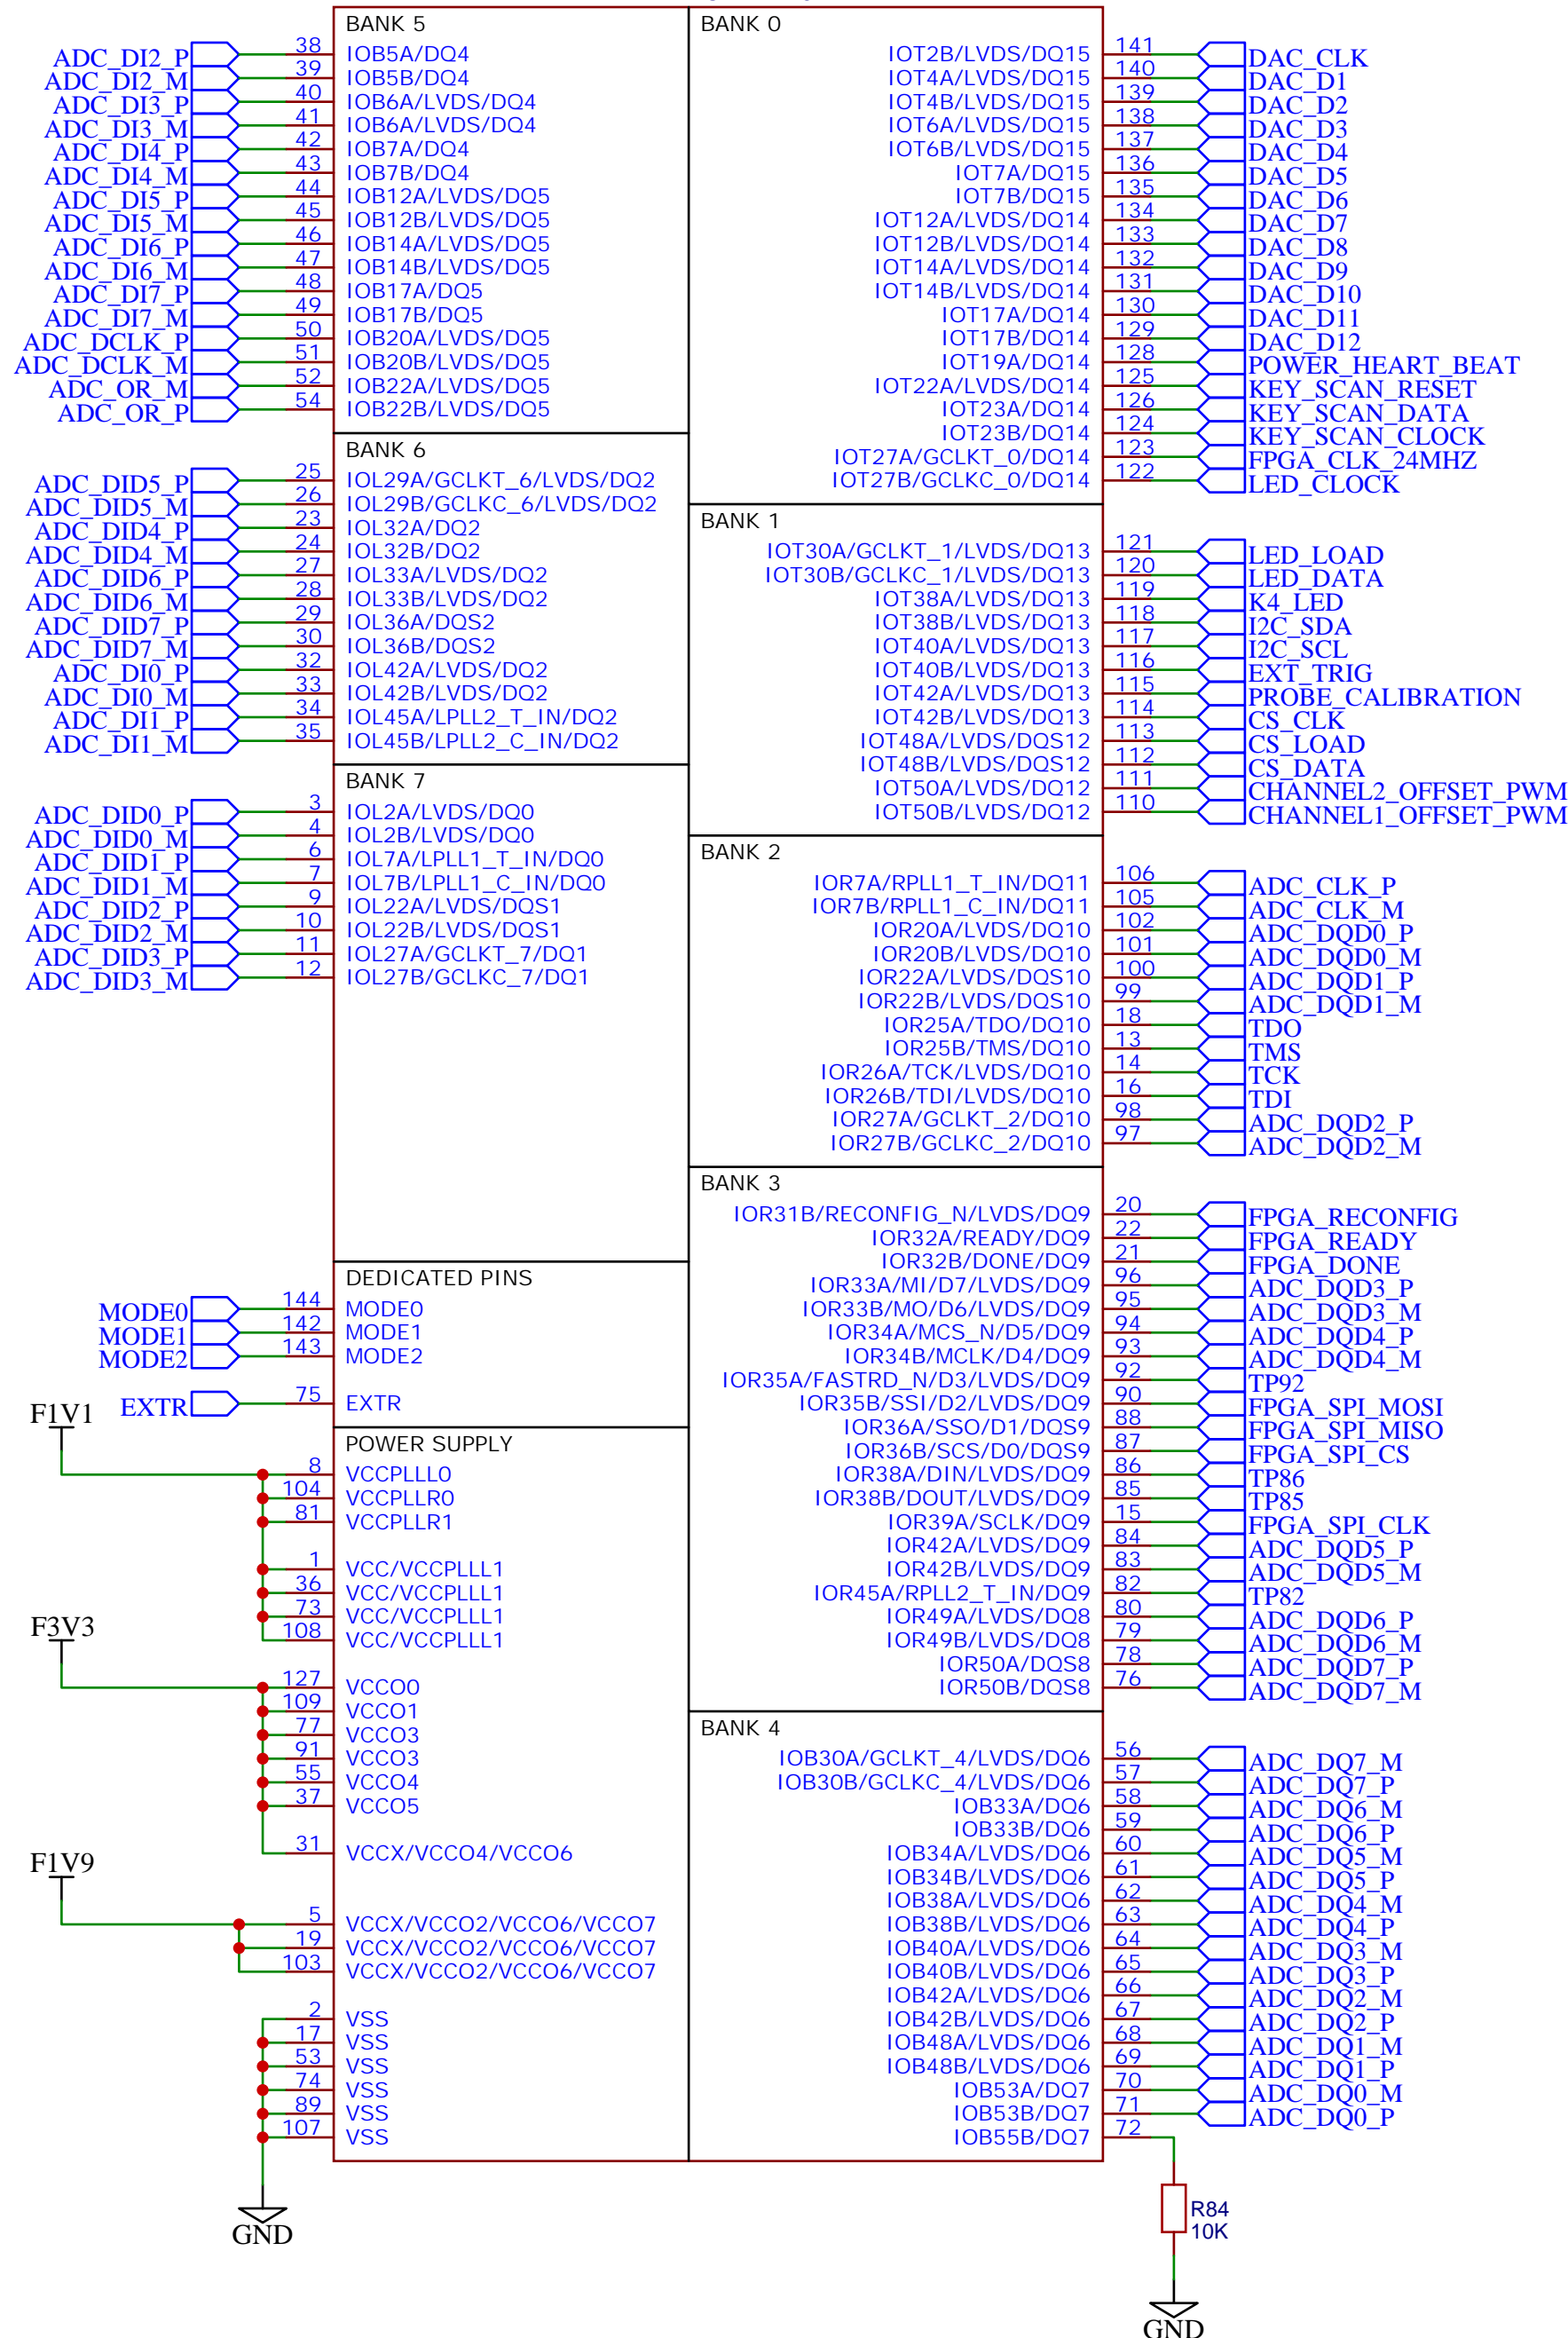 BANK 5
ADC_DI2_P 38 IOB5A/DQ4
ADC_DI2_M 39 IOB5B/DQ4
ADC_DI3_P 40 IOB6A/LVDS/DQ4
ADC_DI3_M 41 IOB6A/LVDS/DQ4
ADC_DI4_P 42 IOB7A/DQ4
ADC_DI4_M 43 IOB7B/DQ4
ADC_DI5_P 44 IOB12A/LVDS/DQ5
ADC_DI5_M 45 IOB12B/LVDS/DQ5
ADC_DI6_P 46 IOB14A/LVDS/DQ5
ADC_DI6_M 47 IOB14B/LVDS/DQ5
ADC_DI7_P 48 IOB17A/DQ5
ADC_DI7_M 49 IOB17B/DQ5
ADC_DCLK_P 50 IOB20A/LVDS/DQ5
ADC_DCLK_M 51 IOB20B/LVDS/DQ5
ADC_OR_M 52 IOB22A/LVDS/DQ5
ADC_OR_P 54 IOB22B/LVDS/DQ5
BANK 6
ADC_DID5_P 25 IOL29A/GCLKT_6/LVDS/DQ2
ADC_DID5_M 26 IOL29B/GCLKC_6/LVDS/DQ2
ADC_DID4_P 23 IOL32A/DQ2
ADC_DID4_M 24 IOL32B/DQ2
ADC_DID6_P 27 IOL33A/LVDS/DQ2
ADC_DID6_M 28 IOL33B/LVDS/DQ2
ADC_DID7_P 29 IOL36A/DQS2
ADC_DID7_M 30 IOL36B/DQS2
ADC_DI0_P 32 IOL42A/LVDS/DQ2
ADC_DI0_M 33 IOL42B/LVDS/DQ2
ADC_DI1_P 34 IOL45A/LPLL2_T_IN/DQ2
ADC_DI1_M 35 IOL45B/LPLL2_C_IN/DQ2
BANK 7
ADC_DID0_P 3 IOL2A/LVDS/DQ0
ADC_DID0_M 4 IOL2B/LVDS/DQ0
ADC_DID1_P 6 IOL7A/LPLL1_T_IN/DQ0
ADC_DID1_M 7 IOL7B/LPLL1_C_IN/DQ0
ADC_DID2_P 9 IOL22A/LVDS/DQS1
ADC_DID2_M 10 IOL22B/LVDS/DQS1
ADC_DID3_P 11 IOL27A/GCLKT_7/DQ1
ADC_DID3_M 12 IOL27B/GCLKC_7/DQ1
DEDICATED PINS
MODE0 144 MODE0
MODE1 142 MODE1
MODE2 143 MODE2
EXTR 75 EXTR
POWER SUPPLY
F1V1
8 VCCPLLL0
104 VCCPLLR0
81 VCCPLLR1
1 VCC/VCCPLLL1
36 VCC/VCCPLLL1
73 VCC/VCCPLLL1
108 VCC/VCCPLLL1
F3V3
127 VCCO0
109 VCCO1
77 VCCO3
91 VCCO3
55 VCCO4
37 VCCO5
31 VCCX/VCCO4/VCCO6
F1V9
5 VCCX/VCCO2/VCCO6/VCCO7
19 VCCX/VCCO2/VCCO6/VCCO7
103 VCCX/VCCO2/VCCO6/VCCO7
2 VSS
17 VSS
53 VSS
74 VSS
89 VSS
107 VSS
GND
BANK 0
IOT2B/LVDS/DQ15 141 DAC_CLK
IOT4A/LVDS/DQ15 140 DAC_D1
IOT4B/LVDS/DQ15 139 DAC_D2
IOT6A/LVDS/DQ15 138 DAC_D3
IOT6B/LVDS/DQ15 137 DAC_D4
IOT7A/DQ15 136 DAC_D5
IOT7B/DQ15 135 DAC_D6
IOT12A/LVDS/DQ14 134 DAC_D7
IOT12B/LVDS/DQ14 133 DAC_D8
IOT14A/LVDS/DQ14 132 DAC_D9
IOT14B/LVDS/DQ14 131 DAC_D10
IOT17A/DQ14 130 DAC_D11
IOT17B/DQ14 129 DAC_D12
IOT19A/DQ14 128 POWER_HEART_BEAT
IOT22A/LVDS/DQ14 125 KEY_SCAN_RESET
IOT23A/DQ14 126 KEY_SCAN_DATA
IOT23B/DQ14 124 KEY_SCAN_CLOCK
IOT27A/GCLKT_0/DQ14 123 FPGA_CLK_24MHZ
IOT27B/GCLKC_0/DQ14 122 LED_CLOCK
BANK 1
IOT30A/GCLKT_1/LVDS/DQ13 121 LED_LOAD
IOT30B/GCLKC_1/LVDS/DQ13 120 LED_DATA
IOT38A/LVDS/DQ13 119 K4_LED
IOT38B/LVDS/DQ13 118 I2C_SDA
IOT40A/LVDS/DQ13 117 I2C_SCL
IOT40B/LVDS/DQ13 116 EXT_TRIG
IOT42A/LVDS/DQ13 115 PROBE_CALIBRATION
IOT42B/LVDS/DQ13 114 CS_CLK
IOT48A/LVDS/DQS12 113 CS_LOAD
IOT48B/LVDS/DQS12 112 CS_DATA
IOT50A/LVDS/DQ12 111 CHANNEL2_OFFSET_PWM
IOT50B/LVDS/DQ12 110 CHANNEL1_OFFSET_PWM
BANK 2
IOR7A/RPLL1_T_IN/DQ11 106 ADC_CLK_P
IOR7B/RPLL1_C_IN/DQ11 105 ADC_CLK_M
IOR20A/LVDS/DQ10 102 ADC_DQD0_P
IOR20B/LVDS/DQ10 101 ADC_DQD0_M
IOR22A/LVDS/DQS10 100 ADC_DQD1_P
IOR22B/LVDS/DQS10 99 ADC_DQD1_M
IOR25A/TDO/DQ10 18 TDO
IOR25B/TMS/DQ10 13 TMS
IOR26A/TCK/LVDS/DQ10 14 TCK
IOR26B/TDI/LVDS/DQ10 16 TDI
IOR27A/GCLKT_2/DQ10 98 ADC_DQD2_P
IOR27B/GCLKC_2/DQ10 97 ADC_DQD2_M
BANK 3
IOR31B/RECONFIG_N/LVDS/DQ9 20 FPGA_RECONFIG
IOR32A/READY/DQ9 22 FPGA_READY
IOR32B/DONE/DQ9 21 FPGA_DONE
IOR33A/MI/D7/LVDS/DQ9 96 ADC_DQD3_P
IOR33B/MO/D6/LVDS/DQ9 95 ADC_DQD3_M
IOR34A/MCS_N/D5/DQ9 94 ADC_DQD4_P
IOR34B/MCLK/D4/DQ9 93 ADC_DQD4_M
IOR35A/FASTRD_N/D3/LVDS/DQ9 92 TP92
IOR35B/SSI/D2/LVDS/DQ9 90 FPGA_SPI_MOSI
IOR36A/SSO/D1/DQS9 88 FPGA_SPI_MISO
IOR36B/SCS/D0/DQS9 87 FPGA_SPI_CS
IOR38A/DIN/LVDS/DQ9 86 TP86
IOR38B/DOUT/LVDS/DQ9 85 TP85
IOR39A/SCLK/DQ9 15 FPGA_SPI_CLK
IOR42A/LVDS/DQ9 84 ADC_DQD5_P
IOR42B/LVDS/DQ9 83 ADC_DQD5_M
IOR45A/RPLL2_T_IN/DQ9 82 TP82
IOR49A/LVDS/DQ8 80 ADC_DQD6_P
IOR49B/LVDS/DQ8 79 ADC_DQD6_M
IOR50A/DQS8 78 ADC_DQD7_P
IOR50B/DQS8 76 ADC_DQD7_M
BANK 4
IOB30A/GCLKT_4/LVDS/DQ6 56 ADC_DQ7_M
IOB30B/GCLKC_4/LVDS/DQ6 57 ADC_DQ7_P
IOB33A/DQ6 58 ADC_DQ6_M
IOB33B/DQ6 59 ADC_DQ6_P
IOB34A/LVDS/DQ6 60 ADC_DQ5_M
IOB34B/LVDS/DQ6 61 ADC_DQ5_P
IOB38A/LVDS/DQ6 62 ADC_DQ4_M
IOB38B/LVDS/DQ6 63 ADC_DQ4_P
IOB40A/LVDS/DQ6 64 ADC_DQ3_M
IOB40B/LVDS/DQ6 65 ADC_DQ3_P
IOB42A/LVDS/DQ6 66 ADC_DQ2_M
IOB42B/LVDS/DQ6 67 ADC_DQ2_P
IOB48A/LVDS/DQ6 68 ADC_DQ1_M
IOB48B/LVDS/DQ6 69 ADC_DQ1_P
IOB53A/DQ7 70 ADC_DQ0_M
IOB53B/DQ7 71 ADC_DQ0_P
IOB55B/DQ7 72
R84
10K
GND